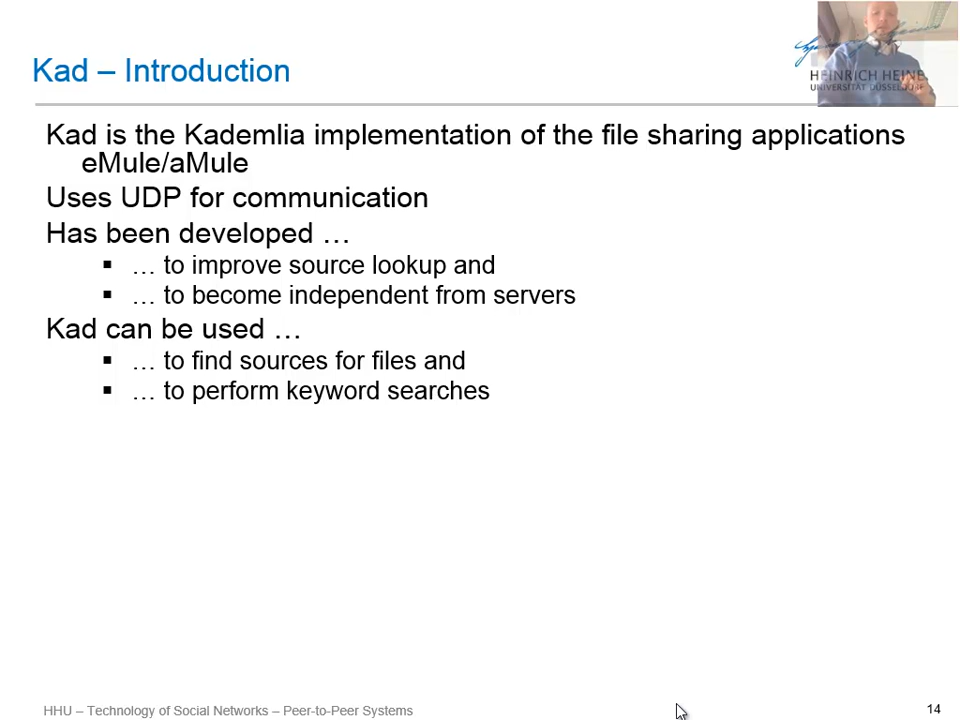 Kad – Introduction
HEINRICH HEINE
UNIVERSITÄT DÜSSELDORF
Kad is the Kademlia implementation of the file sharing applications
eMule/aMule
Uses UDP for communication
Has been developed …
▪ … to improve source lookup and
▪ … to become independent from servers
Kad can be used …
▪ … to find sources for files and
▪ … to perform keyword searches
HHU – Technology of Social Networks – Peer-to-Peer Systems
14